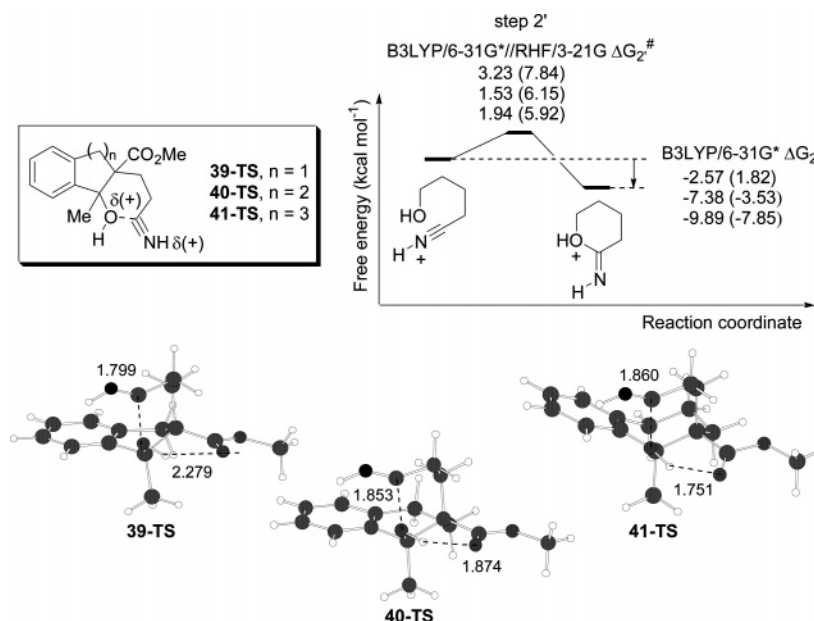 step 2'
B3LYP/6-31G*//RHF/3-21G ΔG2'#
3.23 (7.84)
1.53 (6.15)
1.94 (5.92)
Free energy (kcal mol-1)
B3LYP/6-31G* ΔG2
-2.57 (1.82)
-7.38 (-3.53)
-9.89 (-7.85)
HO
H
N
+
HO
+
N
H
Reaction coordinate
( )n
CO2Me
39-TS, n = 1
40-TS, n = 2
41-TS, n = 3
δ(+)
Me
O
H
NH δ(+)
1.799
2.279
39-TS
1.853
1.874
40-TS
1.860
1.751
41-TS